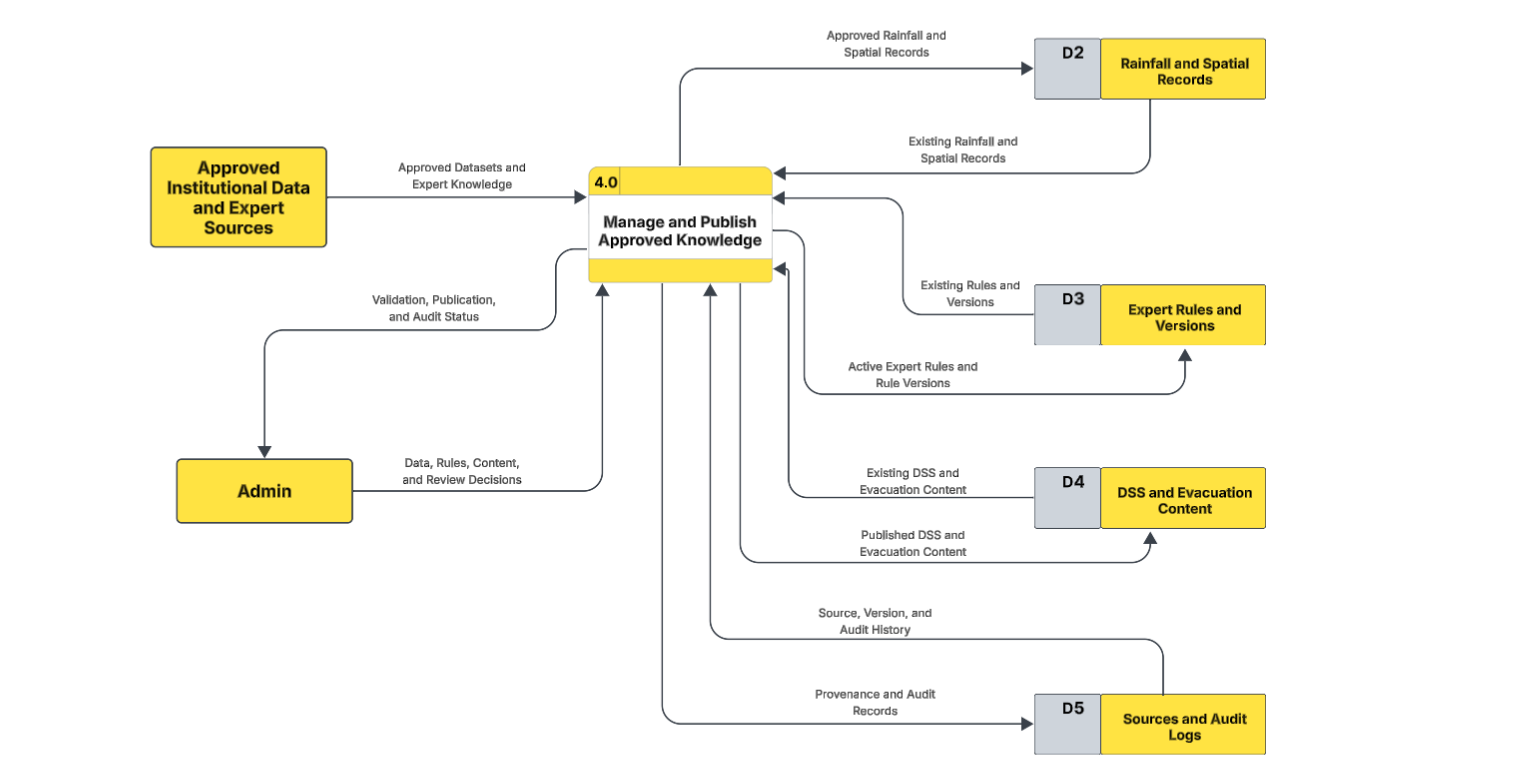 Approved Rainfall and
Spatial Records
D2
Rainfall and Spatial
Records
Existing Rainfall and
Spatial Records
Approved
Institutional Data
and Expert
Sources
Approved Datasets and
Expert Knowledge
4.0
Manage and Publish
Approved Knowledge
Validation, Publication,
and Audit Status
Existing Rules and
Versions
D3
Expert Rules and
Versions
Active Expert Rules and
Rule Versions
Admin
Data, Rules, Content,
and Review Decisions
Existing DSS and
Evacuation Content
D4
DSS and Evacuation
Content
Published DSS and
Evacuation Content
Source, Version, and
Audit History
Provenance and Audit
Records
D5
Sources and Audit
Logs